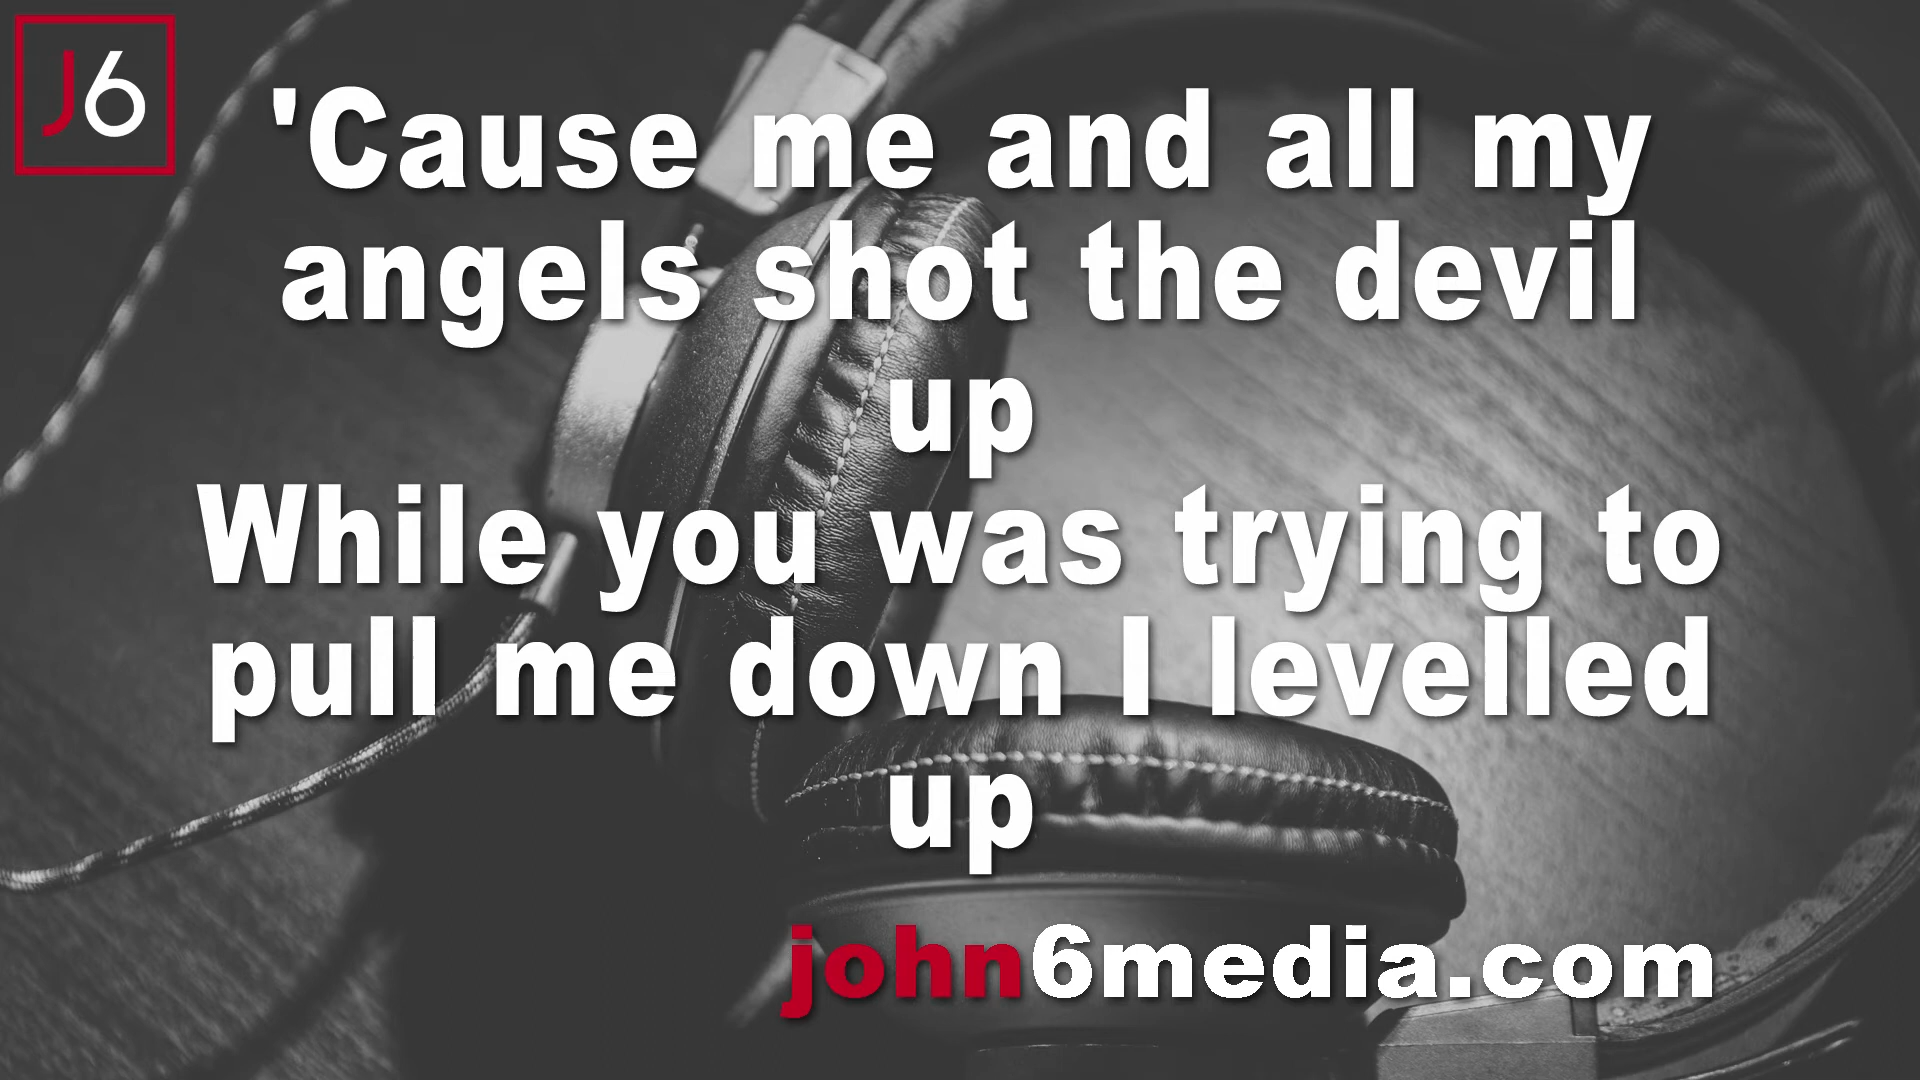 J6
'Cause me and all my
angels shot the devil
up
While you was trying to
pull me down I levelled
up
john6media.com